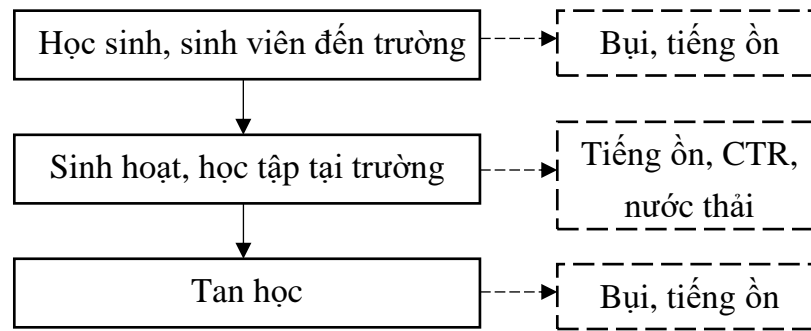 Học sinh, sinh viên đến trường
Bụi, tiếng ồn
Sinh hoạt, học tập tại trường
Tiếng ồn, CTR,
nước thải
Tan học
Bụi, tiếng ồn